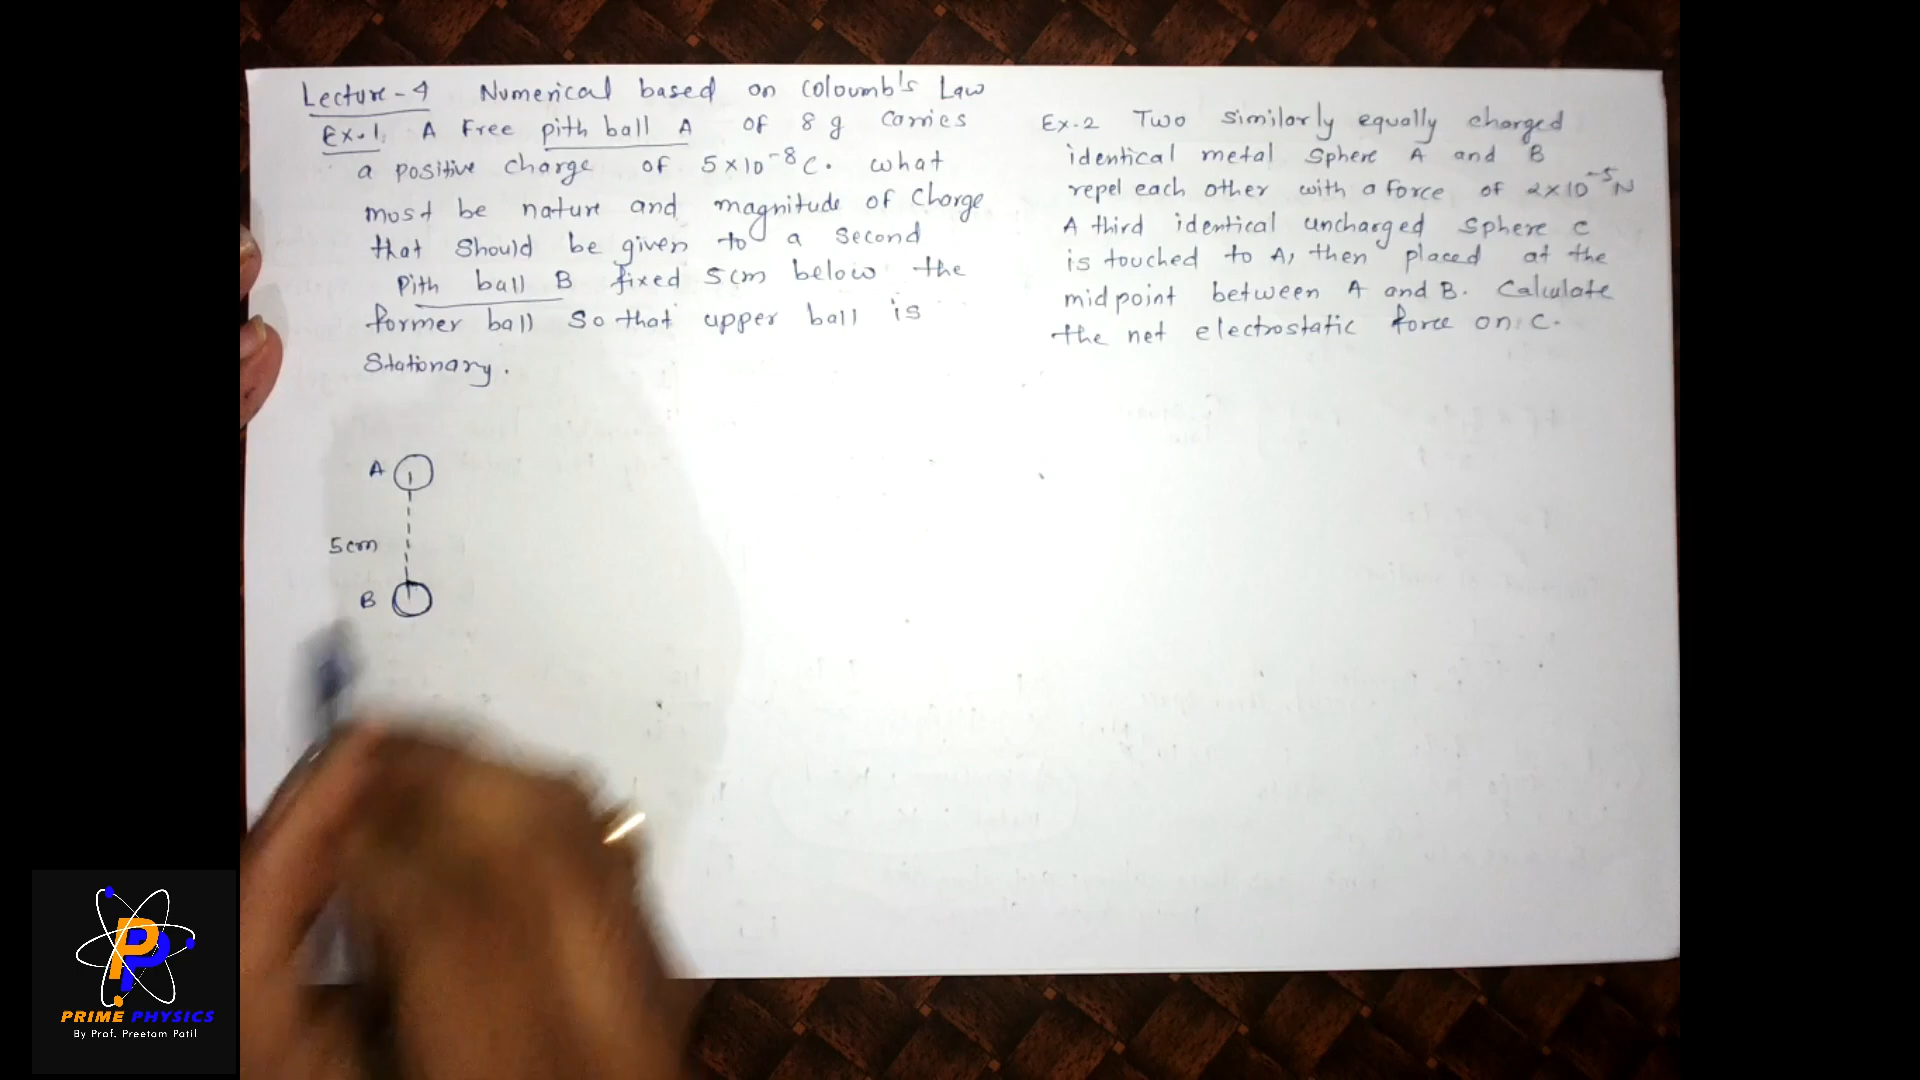 Lecture-4 Numerical based on Coloumb's Law
Ex.1. A Free pith ball A of 8 g carries
a positive charge of 5×10⁻⁸C. what
must be nature and magnitude of charge
that should be given to a second
Pith ball B fixed 5cm below the
former ball so that upper ball is
Stationary.
A
5cm
B
Ex.2 Two similarly equally charged
identical metal sphere A and B
repel each other with a force of 2×10⁻⁵N
A third identical uncharged sphere c
is touched to A, then placed at the
midpoint between A and B. Calculate
the net electrostatic force on C.
PRIME PHYSICS
By Prof. Preetam Patil